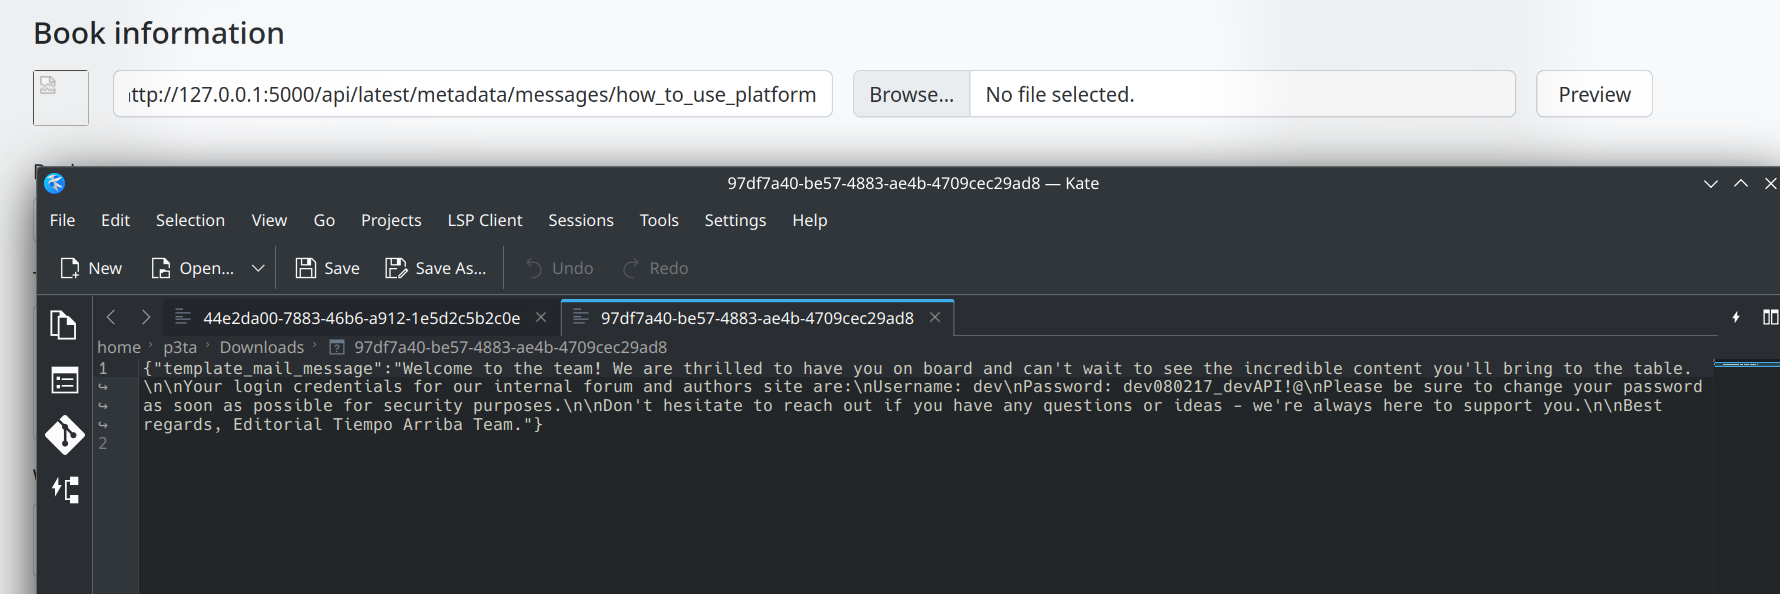 Book information
ttp://127.0.0.1:5000/api/latest/metadata/messages/how_to_use_platform
Browse...
No file selected.
Preview
97df7a40-be57-4883-ae4b-4709cec29ad8 — Kate
File Edit Selection View Go Projects LSP Client Sessions Tools Settings Help
New Open... Save Save As... Undo Redo
44e2da00-7883-46b6-a912-1e5d2c5b2c0e
97df7a40-be57-4883-ae4b-4709cec29ad8
home p3ta Downloads 97df7a40-be57-4883-ae4b-4709cec29ad8
1 {"template_mail_message":"Welcome to the team! We are thrilled to have you on board and can't wait to see the incredible content you'll bring to the table.
\n\nYour login credentials for our internal forum and authors site are:\nUsername: dev\nPassword: dev080217_devAPI!@\nPlease be sure to change your password
as soon as possible for security purposes.\n\nDon't hesitate to reach out if you have any questions or ideas - we're always here to support you.\n\nBest
regards, Editorial Tiempo Arriba Team."}
2